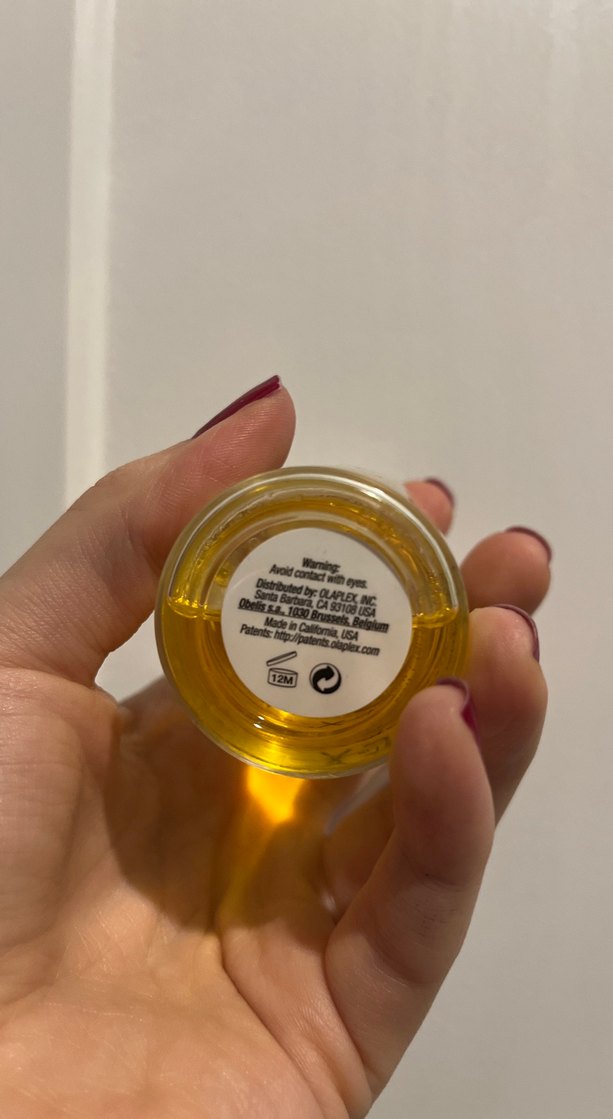 Warning:
Avoid contact with eyes.
Distributed by: OLAPLEX, INC.
Santa Barbara, CA 93108 USA
Obelis s.a., 1030 Brussels, Belgium
Made in California, USA
Patents: http://patents.olaplex.com
12M